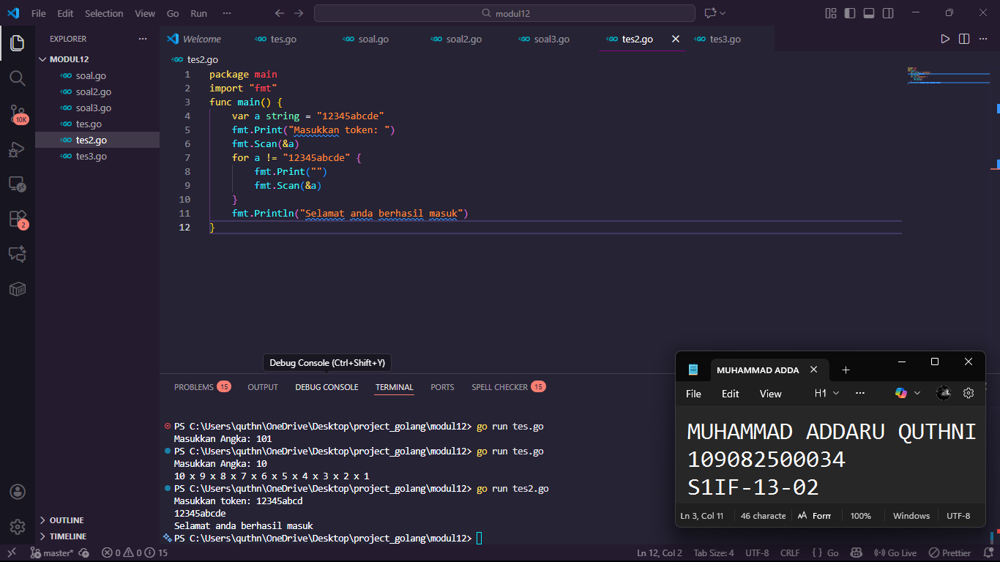 File Edit Selection View Go Run ··· modul12
EXPLORER ···
MODUL12
soal.go
soal2.go
soal3.go
tes.go
tes2.go
tes3.go
OUTLINE
TIMELINE
10K
2
Welcome tes.go soal.go soal2.go soal3.go tes2.go tes3.go
tes2.go
1 package main
2 import "fmt"
3 func main() {
4 var a string = "12345abcde"
5 fmt.Print("Masukkan token: ")
6 fmt.Scan(&a)
7 for a != "12345abcde" {
8 fmt.Print("")
9 fmt.Scan(&a)
10 }
11 fmt.Println("Selamat anda berhasil masuk")
12 }
Debug Console (Ctrl+Shift+Y)
PROBLEMS 15 OUTPUT DEBUG CONSOLE TERMINAL PORTS SPELL CHECKER 15
PS C:\Users\quthn\OneDrive\Desktop\project_golang\modul12> go run tes.go
Masukkan Angka: 101
PS C:\Users\quthn\OneDrive\Desktop\project_golang\modul12> go run tes.go
Masukkan Angka: 10
10 x 9 x 8 x 7 x 6 x 5 x 4 x 3 x 2 x 1
PS C:\Users\quthn\OneDrive\Desktop\project_golang\modul12> go run tes2.go
Masukkan token: 12345abcd
12345abcde
Selamat anda berhasil masuk
PS C:\Users\quthn\OneDrive\Desktop\project_golang\modul12>
MUHAMMAD ADDA
File Edit View H1 ···
MUHAMMAD ADDARU QUTHNI
109082500034
S1IF-13-02
Ln 3, Col 11 46 characte Form 100% Windows UTF-8
master* 0 0 15 Ln 12, Col 2 Tab Size: 4 UTF-8 CRLF { } Go Go Live Prettier